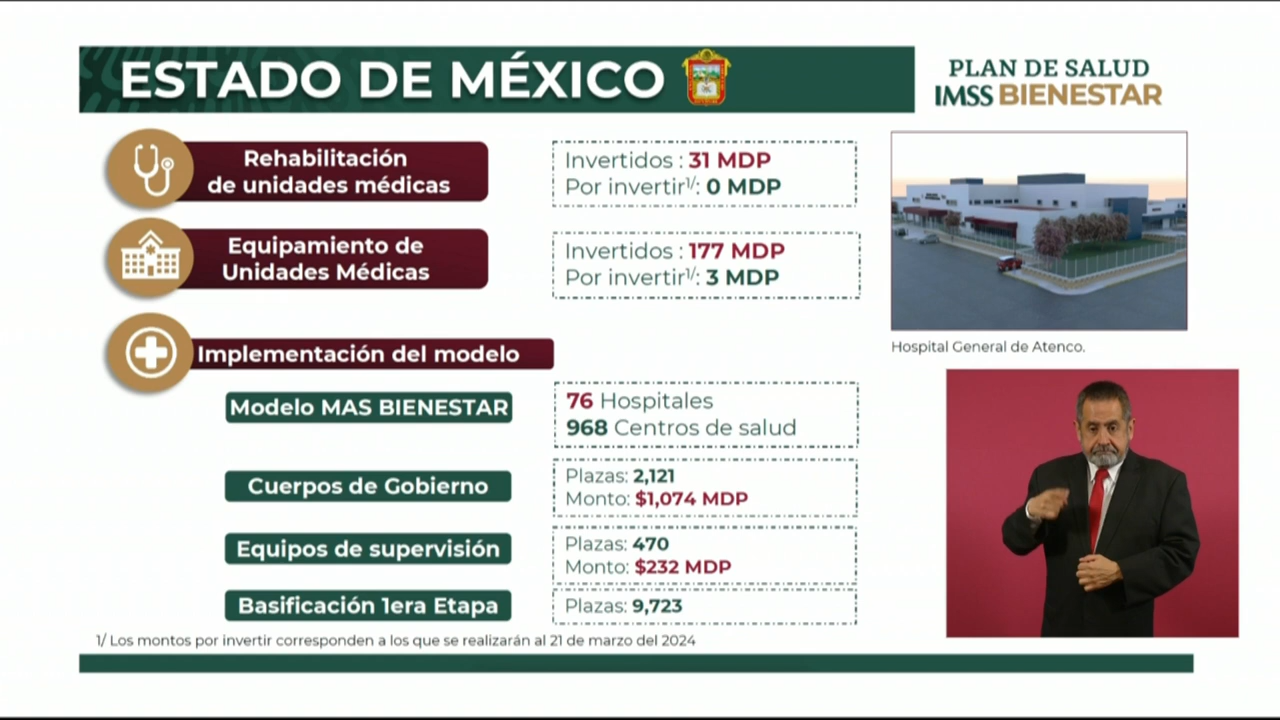 ESTADO DE MÉXICO
PLAN DE SALUD
IMSS BIENESTAR
Rehabilitación
de unidades médicas
Invertidos : 31 MDP
Por invertir1/: 0 MDP
Equipamiento de
Unidades Médicas
Invertidos : 177 MDP
Por invertir1/: 3 MDP
Hospital General de Atenco.
Implementación del modelo
Modelo MAS BIENESTAR
76 Hospitales
968 Centros de salud
Cuerpos de Gobierno
Plazas: 2,121
Monto: $1,074 MDP
Equipos de supervisión
Plazas: 470
Monto: $232 MDP
Basificación 1era Etapa
Plazas: 9,723
1/ Los montos por invertir corresponden a los que se realizarán al 21 de marzo del 2024